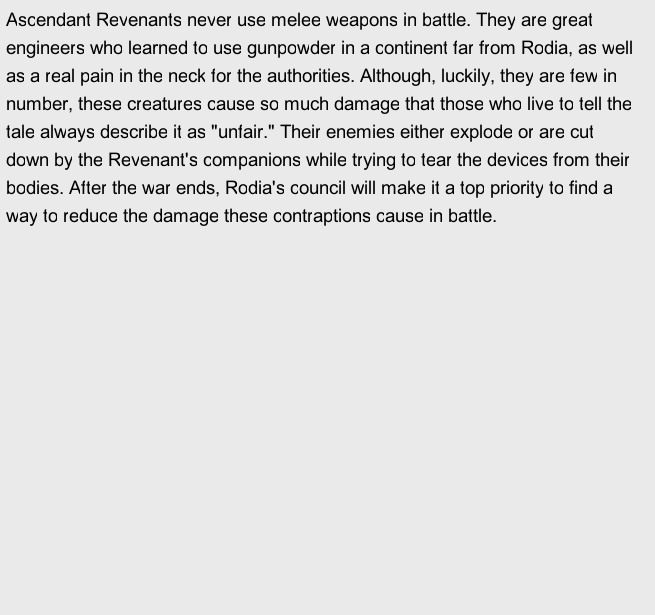 Ascendant Revenants never use melee weapons in battle. They are great
engineers who learned to use gunpowder in a continent far from Rodia, as well
as a real pain in the neck for the authorities. Although, luckily, they are few in
number, these creatures cause so much damage that those who live to tell the
tale always describe it as "unfair." Their enemies either explode or are cut
down by the Revenant's companions while trying to tear the devices from their
bodies. After the war ends, Rodia's council will make it a top priority to find a
way to reduce the damage these contraptions cause in battle.